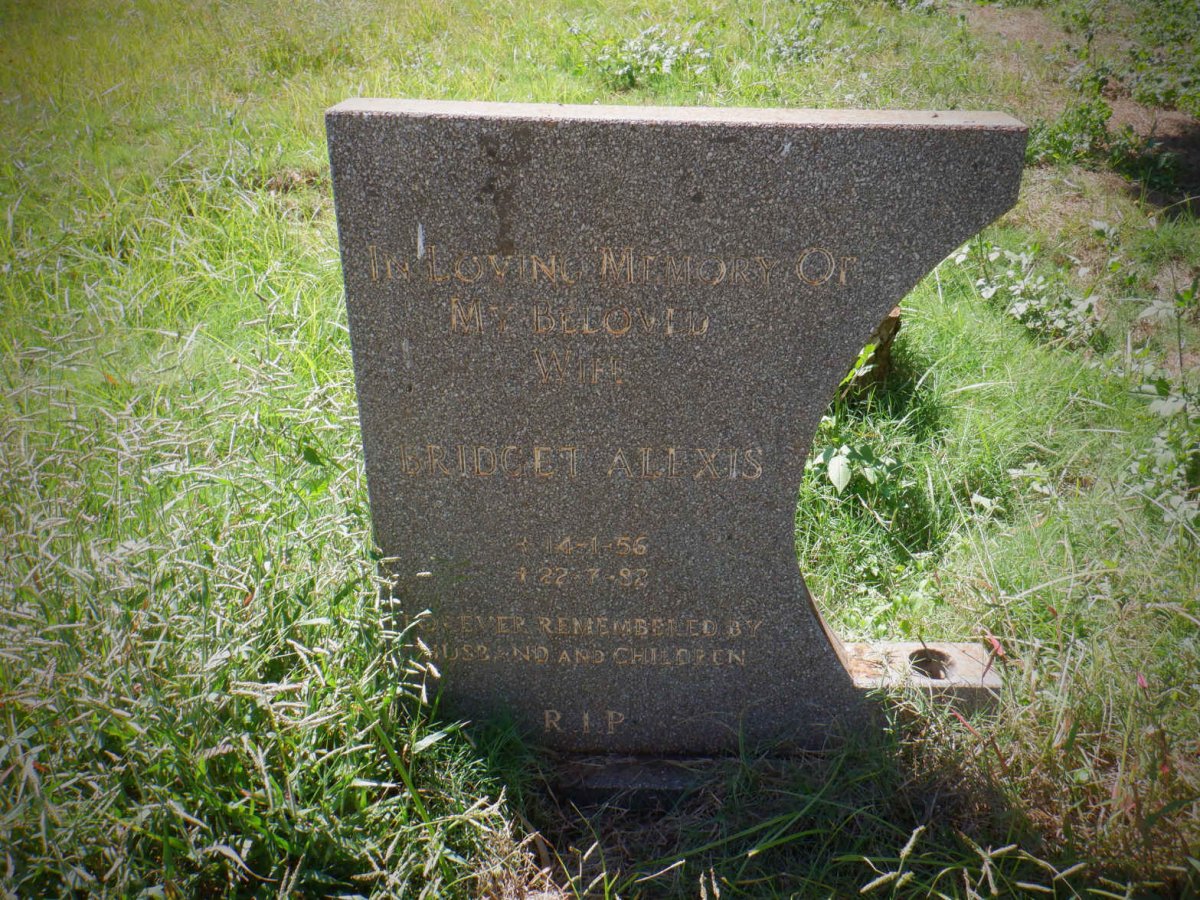 In Loving Memory Of
My Beloved
Wife
BRIDGET ALEXIS
* 14-1-56
† 22-7-82
FOREVER REMEMBERED BY
HUSBAND AND CHILDREN
R I P